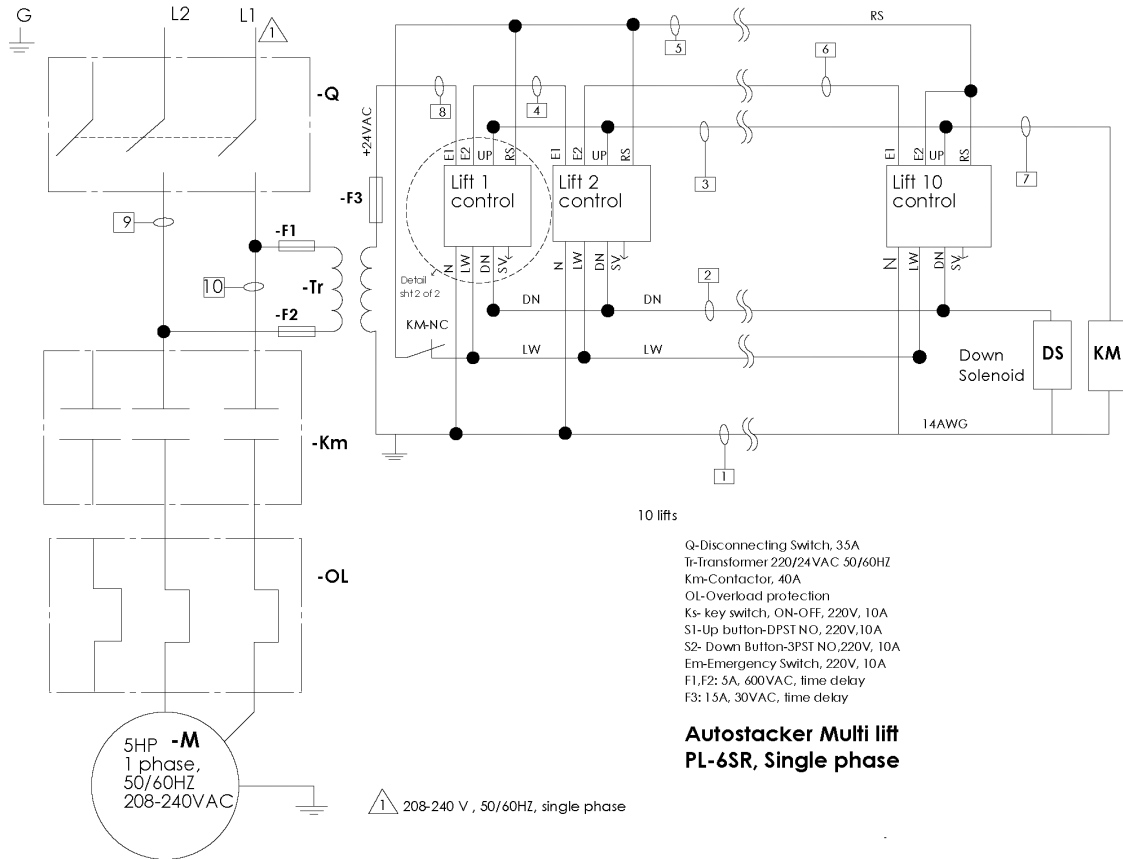 G
L2
L1
1
-Q
+24VAC
-F3
8
4
5
RS
6
3
7
E1
E2
UP
RS
E1
E2
UP
RS
E1
E2
UP
RS
Lift 1
control
Lift 2
control
Lift 10
control
N
LW
DN
SV
N
LW
DN
SV
N
LW
DN
SV
9
-F1
10
-Tr
-F2
Detail
sht 2 of 2
KM-NC
DN
DN
2
LW
LW
Down
Solenoid
DS
KM
14AWG
1
-Km
-OL
10 lifts
Q-Disconnecting Switch, 35A
Tr-Transformer 220/24VAC 50/60HZ
Km-Contactor, 40A
OL-Overload protection
Ks- key switch, ON-OFF, 220V, 10A
S1-Up button-DPST NO, 220V,10A
S2- Down Button-3PST NO,220V, 10A
Em-Emergency Switch, 220V, 10A
F1,F2: 5A, 600VAC, time delay
F3: 15A, 30VAC, time delay
Autostacker Multi lift
PL-6SR, Single phase
5HP -M
1 phase,
50/60HZ
208-240VAC
1 208-240 V , 50/60HZ, single phase